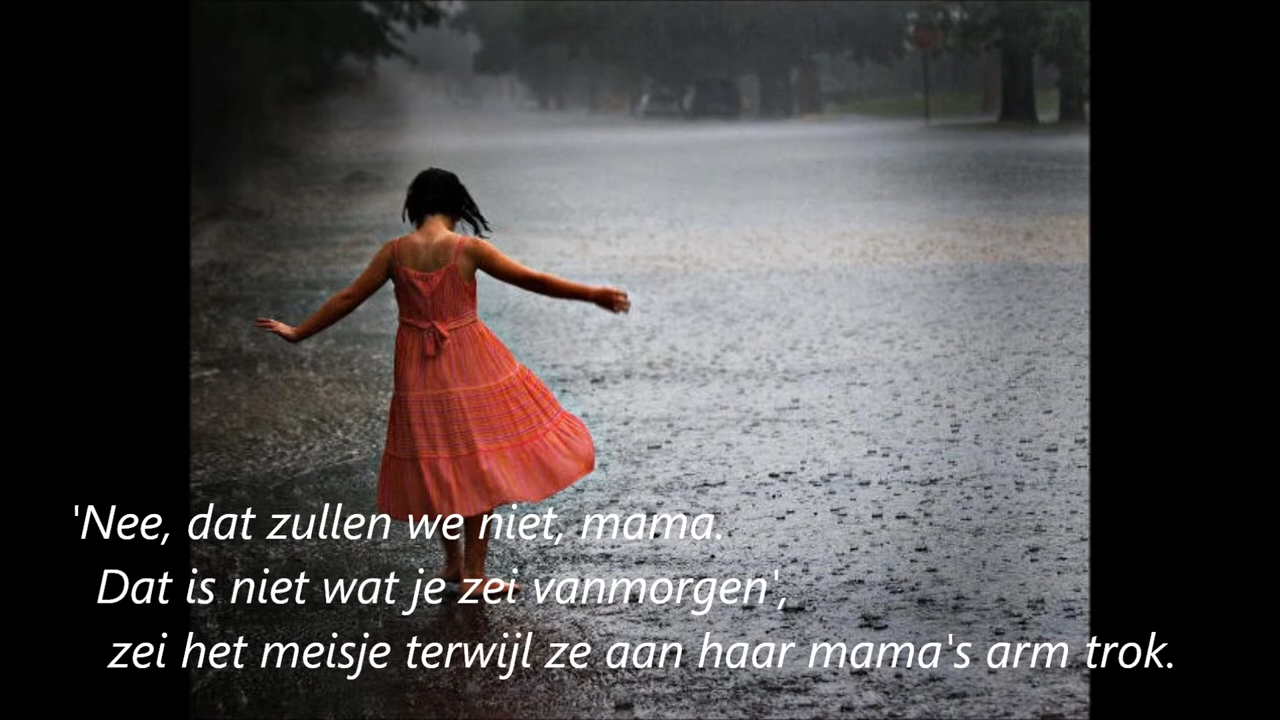 'Nee, dat zullen we niet, mama.
Dat is niet wat je zei vanmorgen',
zei het meisje terwijl ze aan haar mama's arm trok.